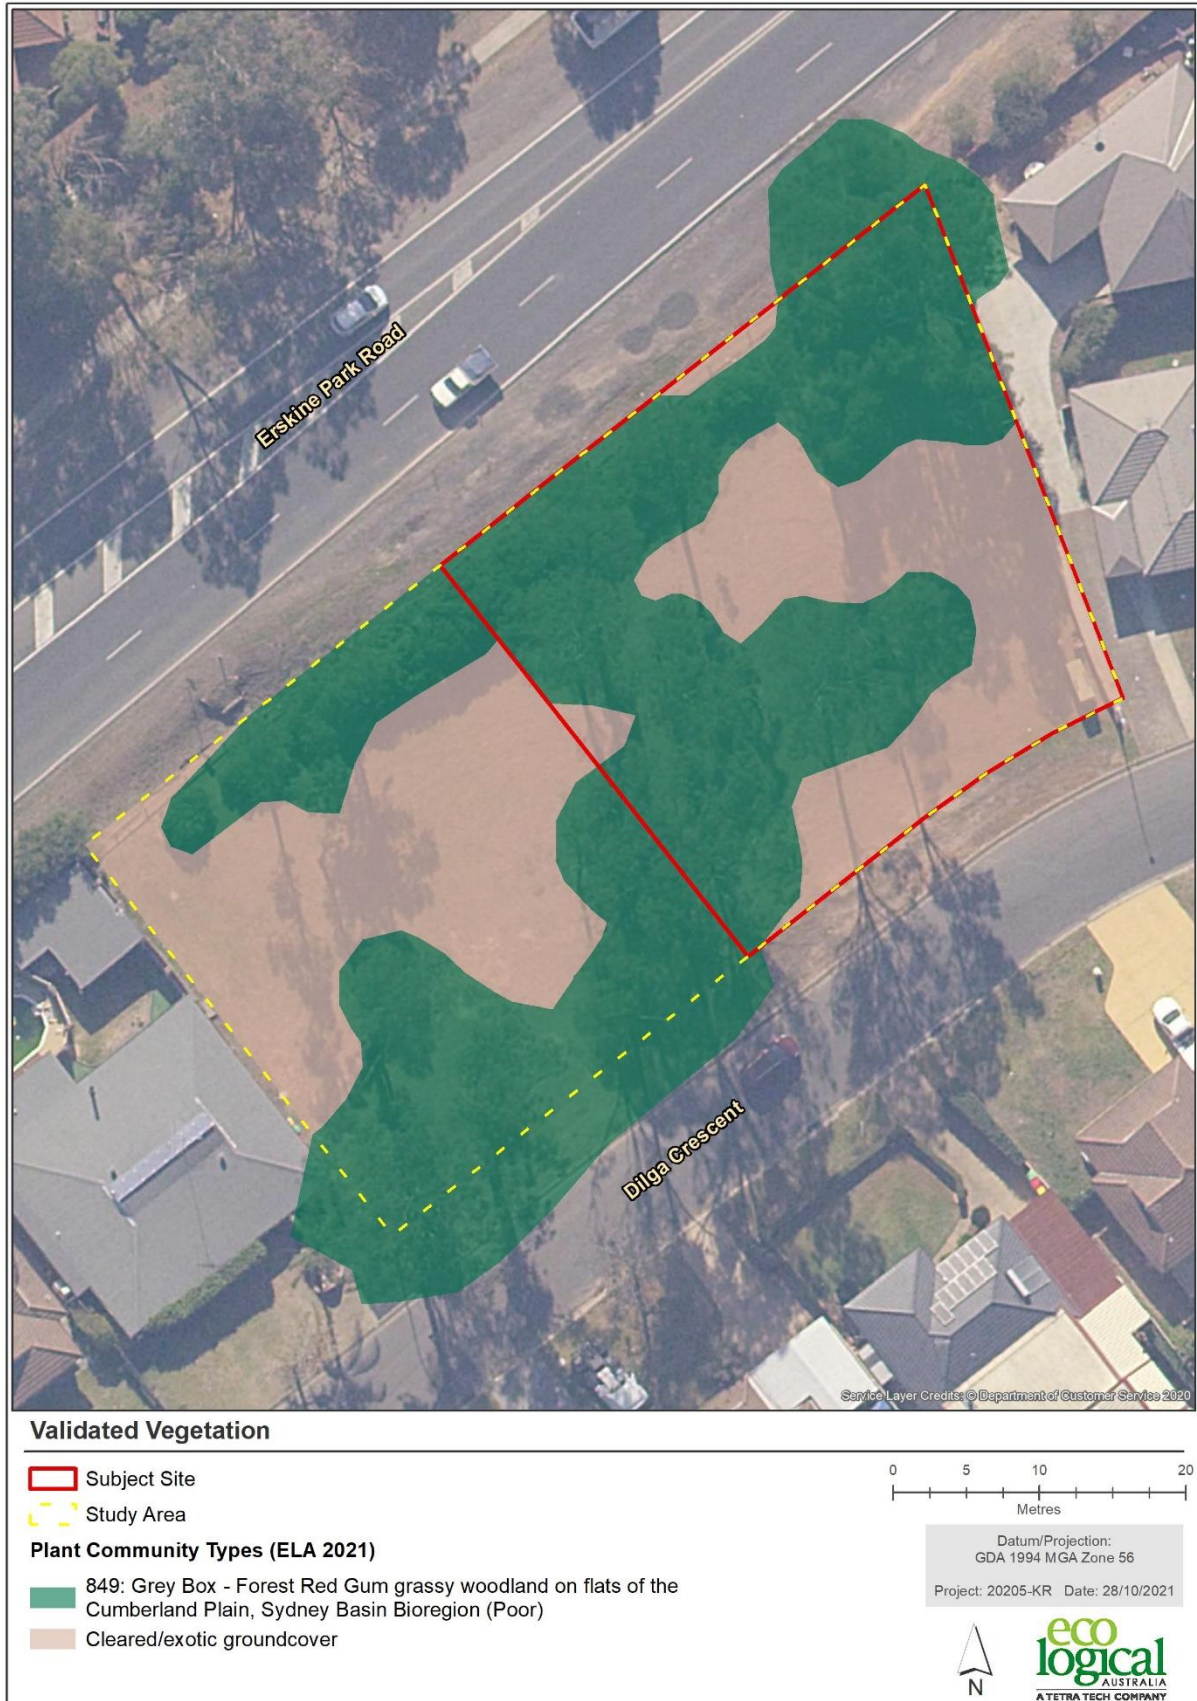 Erskine Park Road
Dilga Crescent
Service Layer Credits: © Department of Customer Service 2020
Validated Vegetation
Subject Site
Study Area
Plant Community Types (ELA 2021)
849: Grey Box - Forest Red Gum grassy woodland on flats of the
Cumberland Plain, Sydney Basin Bioregion (Poor)
Cleared/exotic groundcover
0 5 10 20
Metres
Datum/Projection:
GDA 1994 MGA Zone 56
Project: 20205-KR Date: 28/10/2021
N
eco
logical
AUSTRALIA
A TETRA TECH COMPANY